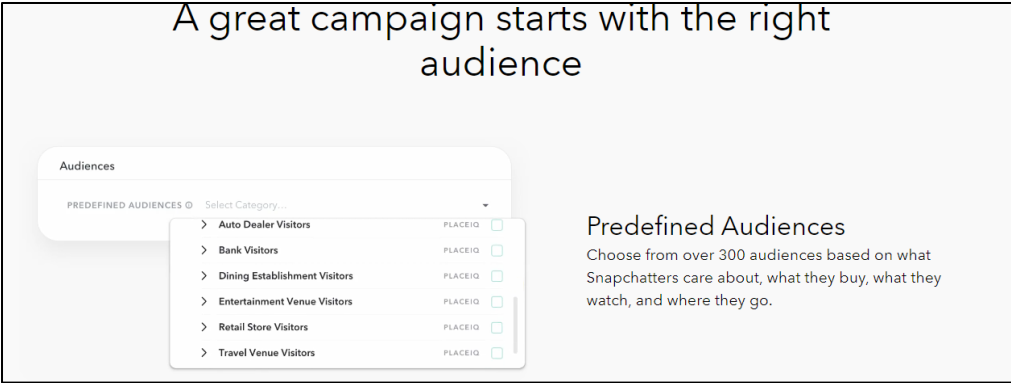 A great campaign starts with the right
audience
Audiences
PREDEFINED AUDIENCES Select Category...
Auto Dealer Visitors PLACEIQ
Bank Visitors PLACEIQ
Dining Establishment Visitors PLACEIQ
Entertainment Venue Visitors PLACEIQ
Retail Store Visitors PLACEIQ
Travel Venue Visitors PLACEIQ
Predefined Audiences
Choose from over 300 audiences based on what
Snapchatters care about, what they buy, what they
watch, and where they go.